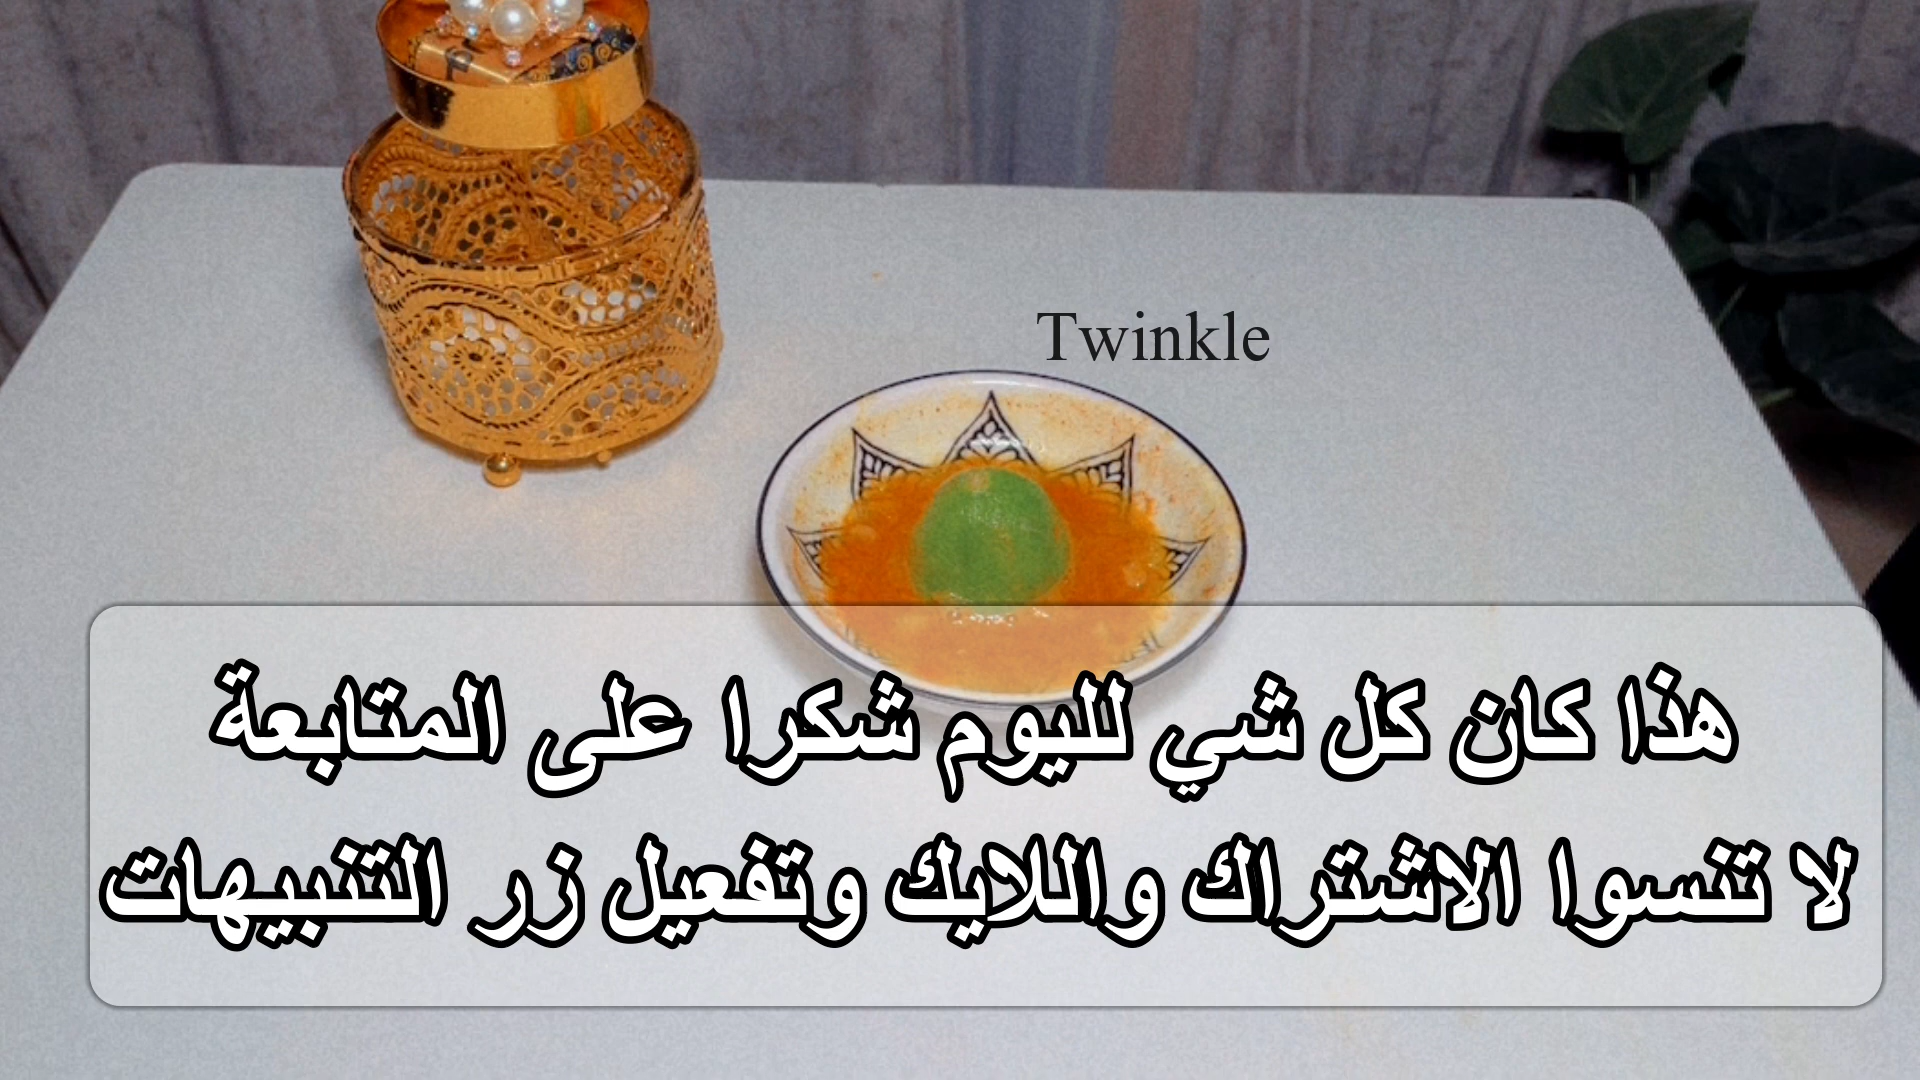 Twinkle
هذا كان كل شي لليوم شكرا على المتابعة
لا تنسوا الاشتراك واللايك وتفعيل زر التنبيهات